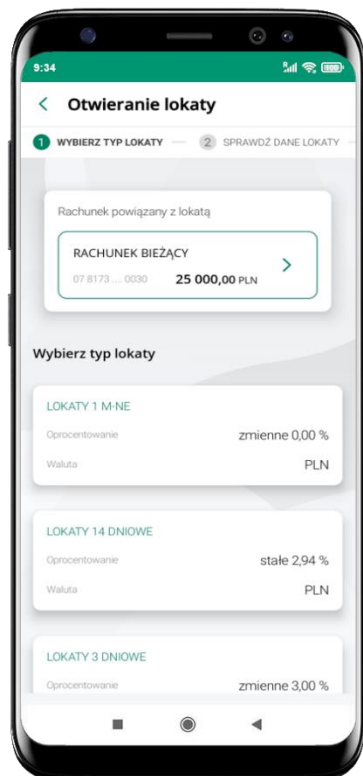 9:34
Otwieranie lokaty
1 WYBIERZ TYP LOKATY 2 SPRAWDŹ DANE LOKATY
Rachunek powiązany z lokatą
RACHUNEK BIEŻĄCY
07 8173 .... 0030 25 000,00 PLN
Wybierz typ lokaty
LOKATY 1 M-NE
Oprocentowanie zmienne 0,00 %
Waluta PLN
LOKATY 14 DNIOWE
Oprocentowanie stałe 2,94 %
Waluta PLN
LOKATY 3 DNIOWE
Oprocentowanie zmienne 3,00 %